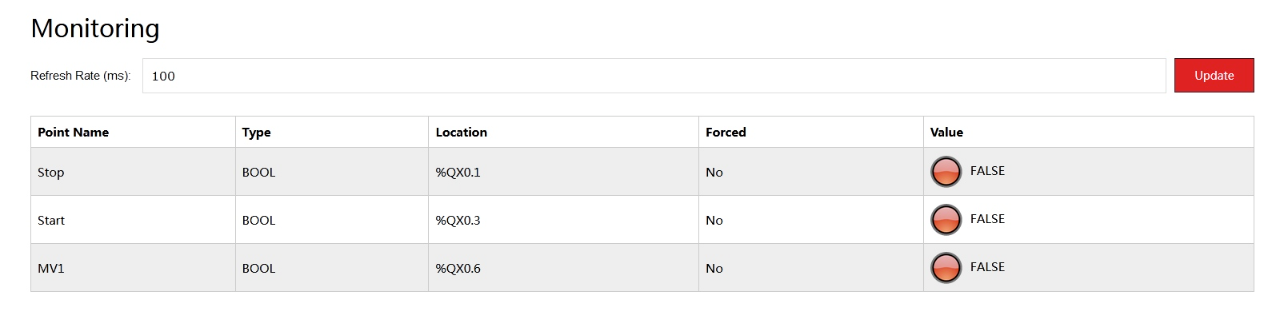 Monitoring
Refresh Rate (ms): 100 Update
Point Name Type Location Forced Value
Stop BOOL %QX0.1 No FALSE
Start BOOL %QX0.3 No FALSE
MV1 BOOL %QX0.6 No FALSE